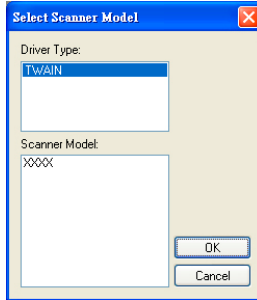 Select Scanner Model
Driver Type:
TWAIN
Scanner Model:
XXXX
OK
Cancel